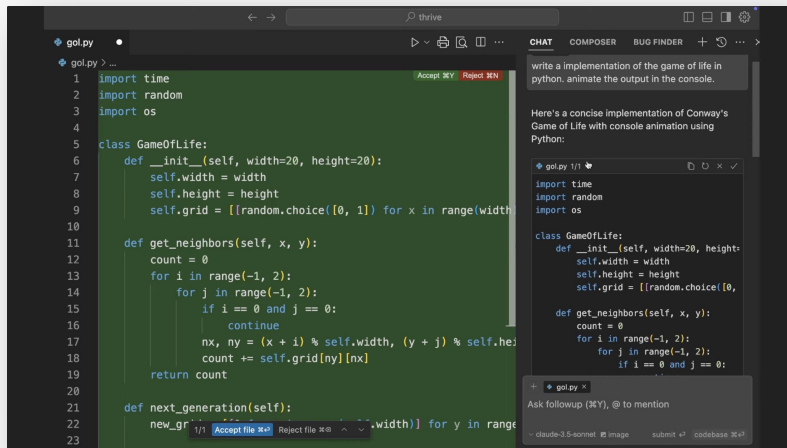 thrive
gol.py
gol.py > ...
Accept ⌘Y Reject ⌘N
1 import time
2 import random
3 import os
4
5 class GameOfLife:
6 def __init__(self, width=20, height=20):
7 self.width = width
8 self.height = height
9 self.grid = [[random.choice([0, 1]) for x in range(width
10
11 def get_neighbors(self, x, y):
12 count = 0
13 for i in range(-1, 2):
14 for j in range(-1, 2):
15 if i == 0 and j == 0:
16 continue
17 nx, ny = (x + i) % self.width, (y + j) % self.hei
18 count += self.grid[ny][nx]
19 return count
20
21 def next_generation(self):
22 .width)] for y in range
23
1/1 Accept file ⌘⏎ Reject file
CHAT COMPOSER BUG FINDER
write a implementation of the game of life in
python. animate the output in the console.
Here's a concise implementation of Conway's
Game of Life with console animation using
Python:
gol.py 1/1
import time
import random
import os
class GameOfLife:
def __init__(self, width=20, height=
self.width = width
self.height = height
self.grid = [[random.choice([0,
def get_neighbors(self, x, y):
count = 0
for i in range(-1, 2):
for j in range(-1, 2):
if i == 0 and j == 0:
+ gol.py ×
Ask followup (⌘Y), @ to mention
claude-3.5-sonnet image submit ⏎ codebase ⌘⏎